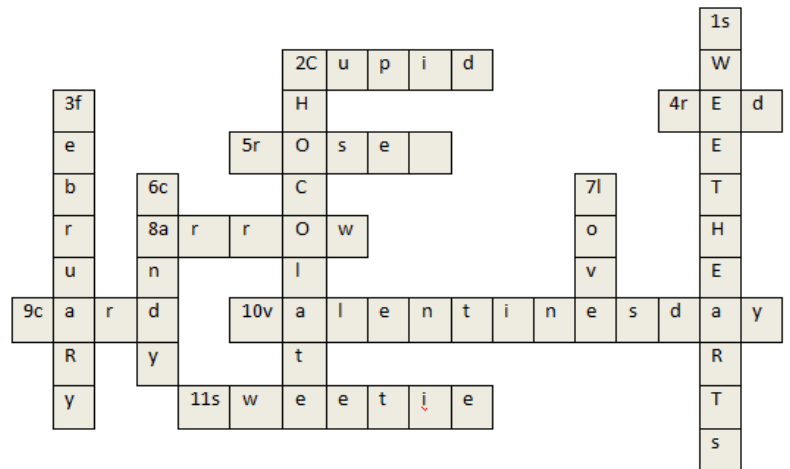 1s
2C u p i d W
3f H 4r E d
e 5r O s e E
b 6c C 7l T
r 8a r r O w o H
u n l v E
9c a r d 10v a l e n t i n e s d a y
R y t R
y 11s w e e t i e T
s